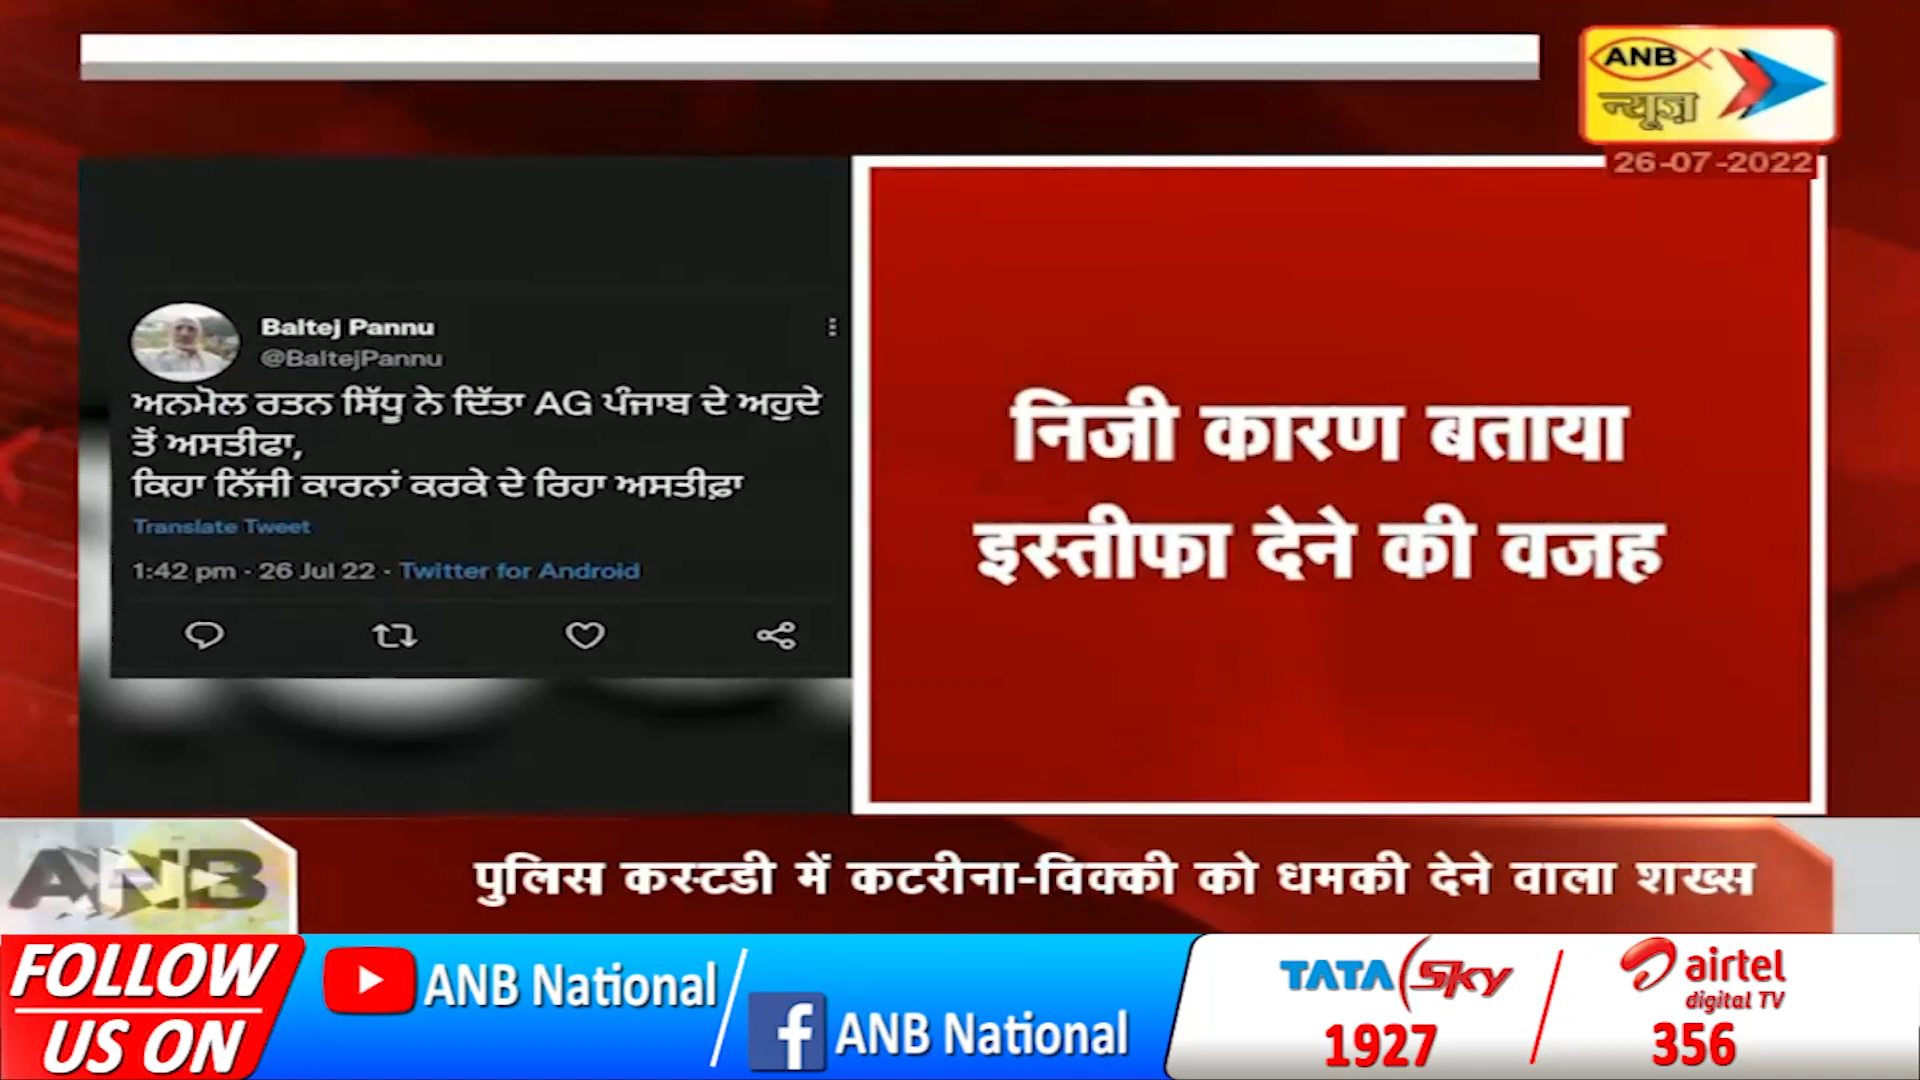 ANB
न्यूज़
26-07-2022
Baltej Pannu
@BaltejPannu
ਅਨਮੋਲ ਰਤਨ ਸਿੱਧੂ ਨੇ ਦਿੱਤਾ AG ਪੰਜਾਬ ਦੇ ਅਹੁਦੇ
ਤੋਂ ਅਸਤੀਫਾ,
ਕਿਹਾ ਨਿੱਜੀ ਕਾਰਨਾਂ ਕਰਕੇ ਦੇ ਰਿਹਾ ਅਸਤੀਫ਼ਾ
Translate Tweet
1:42 pm · 26 Jul 22 · Twitter for Android
निजी कारण बताया
इस्तीफा देने की वजह
ANB
पुलिस कस्टडी में कटरीना-विक्की को धमकी देने वाला शख्स
FOLLOW
US ON
ANB National
ANB National
TATA Sky
1927
airtel
digital TV
356